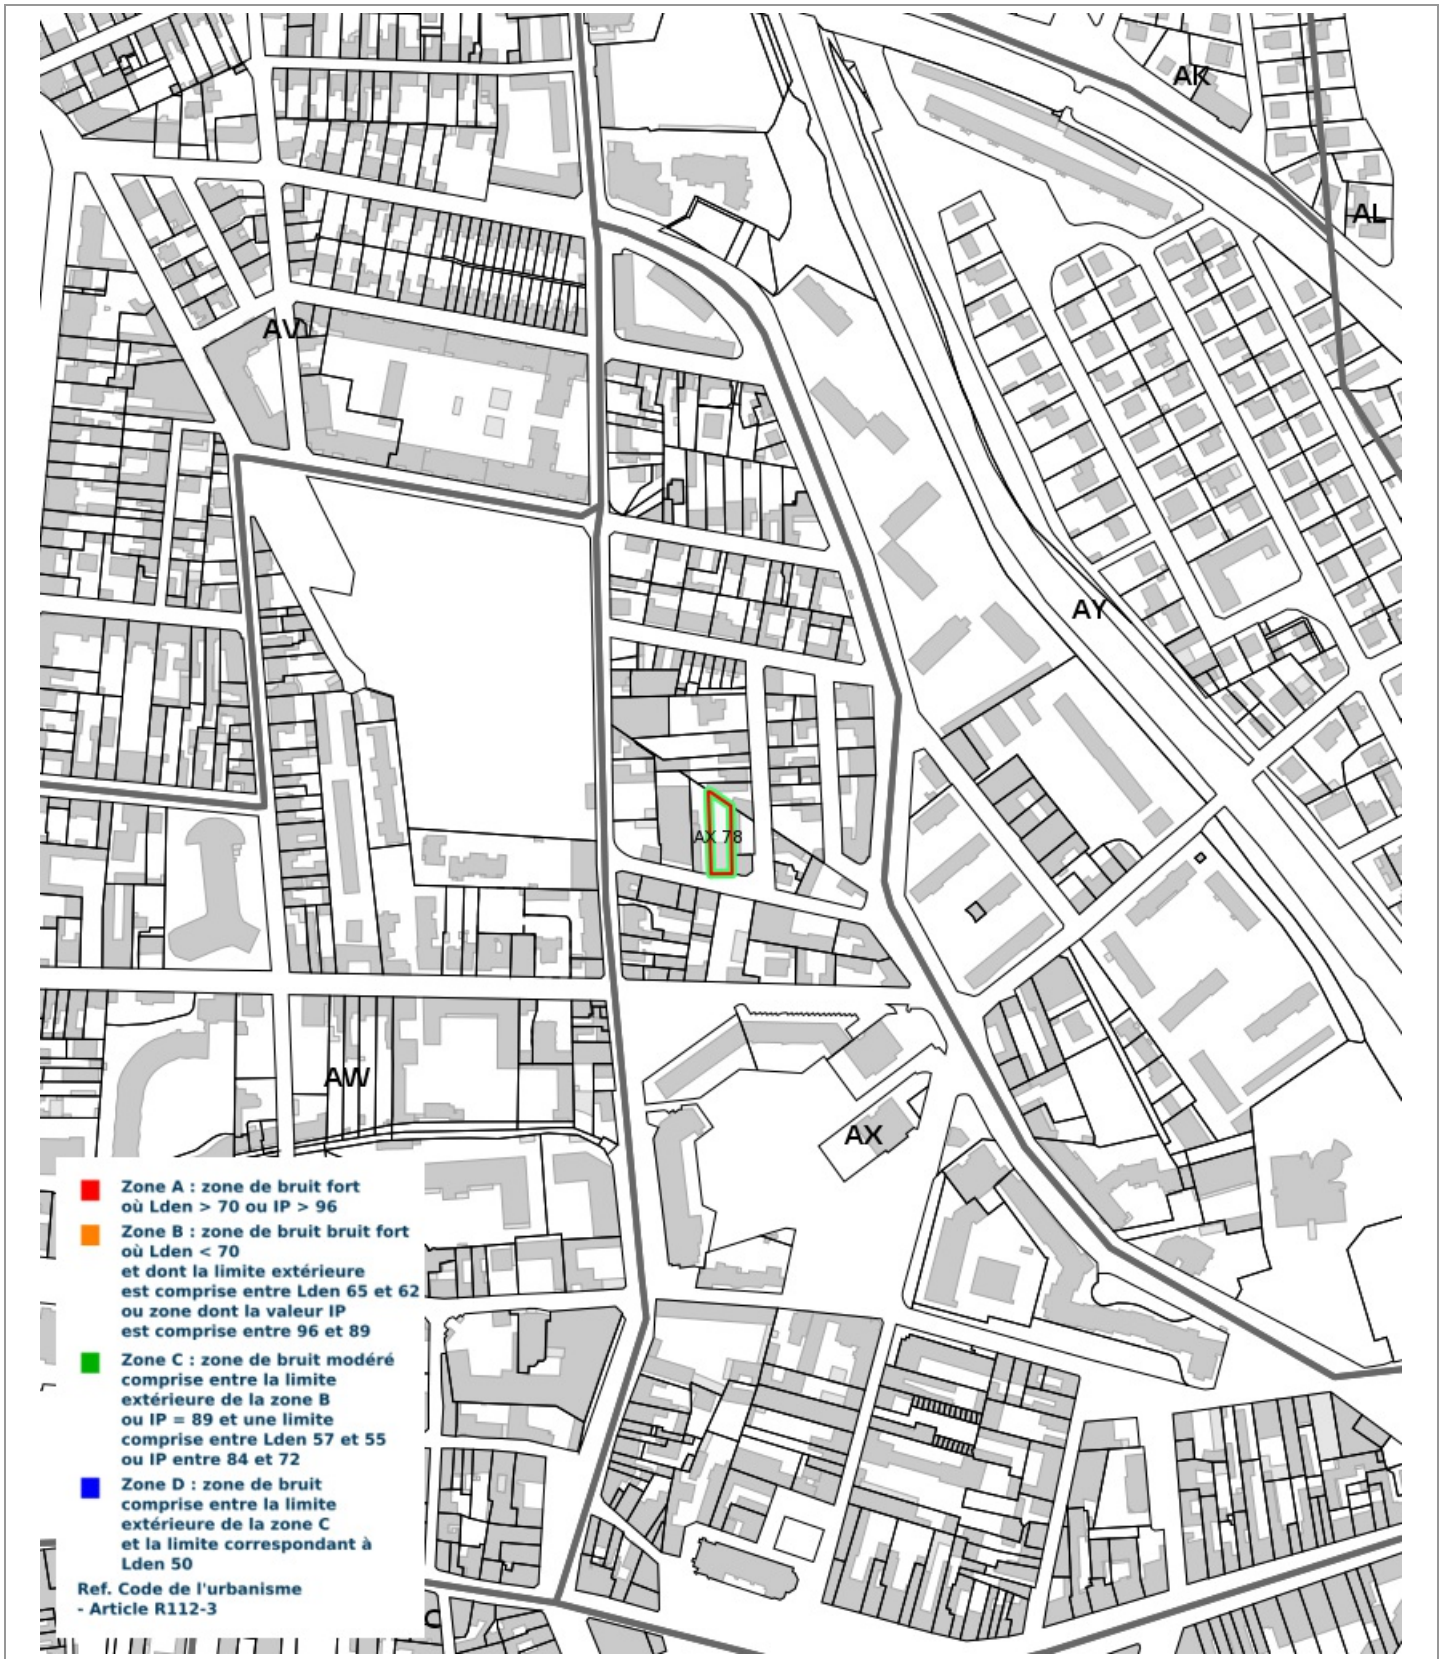 AK
AL
AV
AY
AX 78
AW
AX
Zone A : zone de bruit fort
où Lden > 70 ou IP > 96
Zone B : zone de bruit bruit fort
où Lden < 70
et dont la limite extérieure
est comprise entre Lden 65 et 62
ou zone dont la valeur IP
est comprise entre 96 et 89
Zone C : zone de bruit modéré
comprise entre la limite
extérieure de la zone B
ou IP = 89 et une limite
comprise entre Lden 57 et 55
ou IP entre 84 et 72
Zone D : zone de bruit
comprise entre la limite
extérieure de la zone C
et la limite correspondant à
Lden 50
Ref. Code de l'urbanisme
- Article R112-3